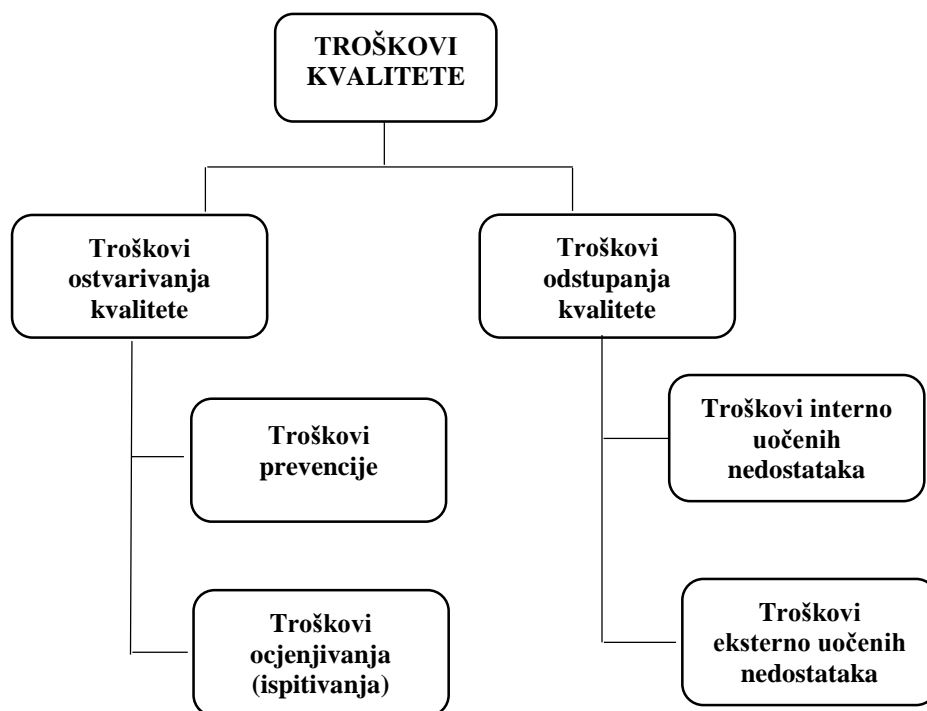 TROŠKOVI
KVALITETE
Troškovi
ostvarivanja
kvalitete
Troškovi
odstupanja
kvalitete
Troškovi
prevencije
Troškovi interno
uočenih
nedostataka
Troškovi
ocjenjivanja
(ispitivanja)
Troškovi
eksterno uočenih
nedostataka